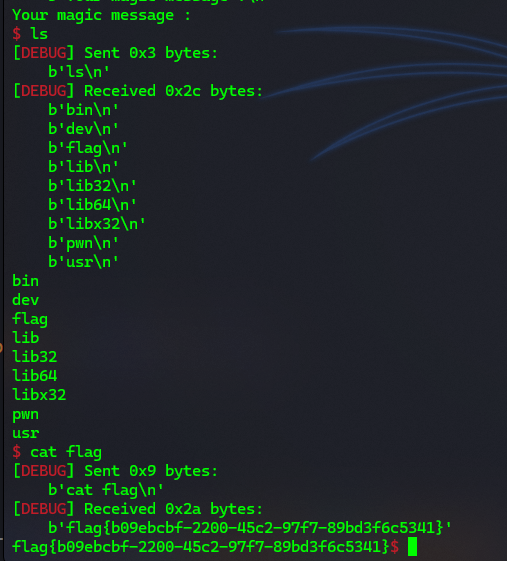 Your magic message :
$ ls
[DEBUG] Sent 0x3 bytes:
b'ls\n'
[DEBUG] Received 0x2c bytes:
b'bin\n'
b'dev\n'
b'flag\n'
b'lib\n'
b'lib32\n'
b'lib64\n'
b'libx32\n'
b'pwn\n'
b'usr\n'
bin
dev
flag
lib
lib32
lib64
libx32
pwn
usr
$ cat flag
[DEBUG] Sent 0x9 bytes:
b'cat flag\n'
[DEBUG] Received 0x2a bytes:
b'flag{b09ebcbf-2200-45c2-97f7-89bd3f6c5341}'
flag{b09ebcbf-2200-45c2-97f7-89bd3f6c5341}$